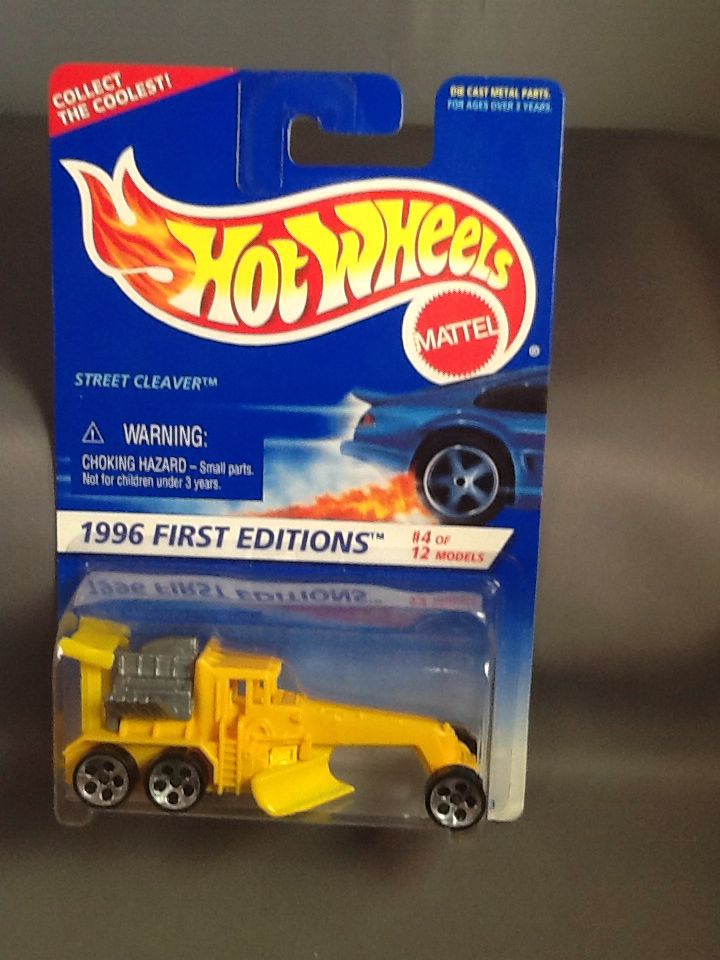 COLLECT
THE COOLEST!
DIE CAST METAL PARTS.
FOR AGES OVER 3 YEARS.
HOT WHEELS
MATTEL
®
STREET CLEAVER™
WARNING:
CHOKING HAZARD – Small parts.
Not for children under 3 years.
1996 FIRST EDITIONS™
#4 OF
12 MODELS